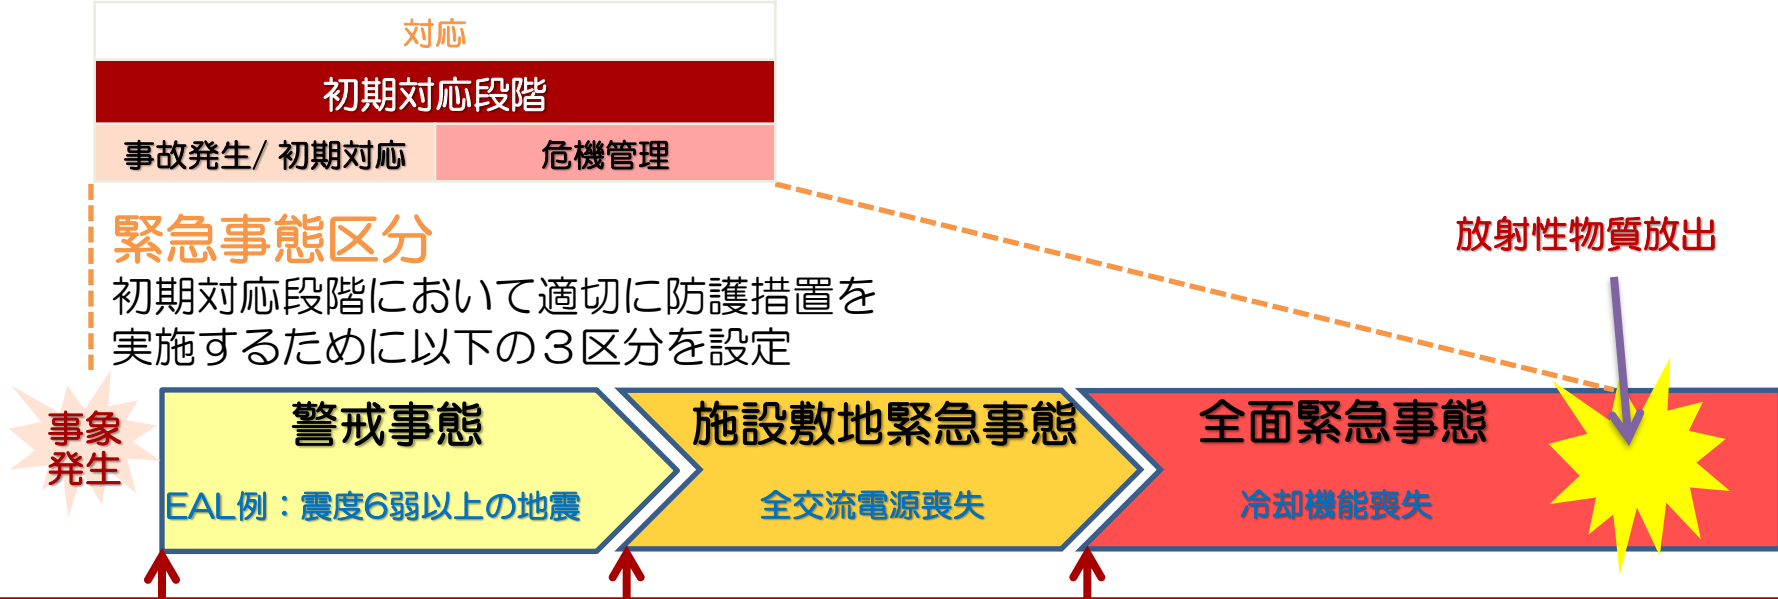 対応
初期対応段階
事故発生/ 初期対応
危機管理
緊急事態区分
初期対応段階において適切に防護措置を
実施するために以下の３区分を設定
放射性物質放出
事象
発生
警戒事態
EAL例：震度6弱以上の地震
施設敷地緊急事態
全交流電源喪失
全面緊急事態
冷却機能喪失